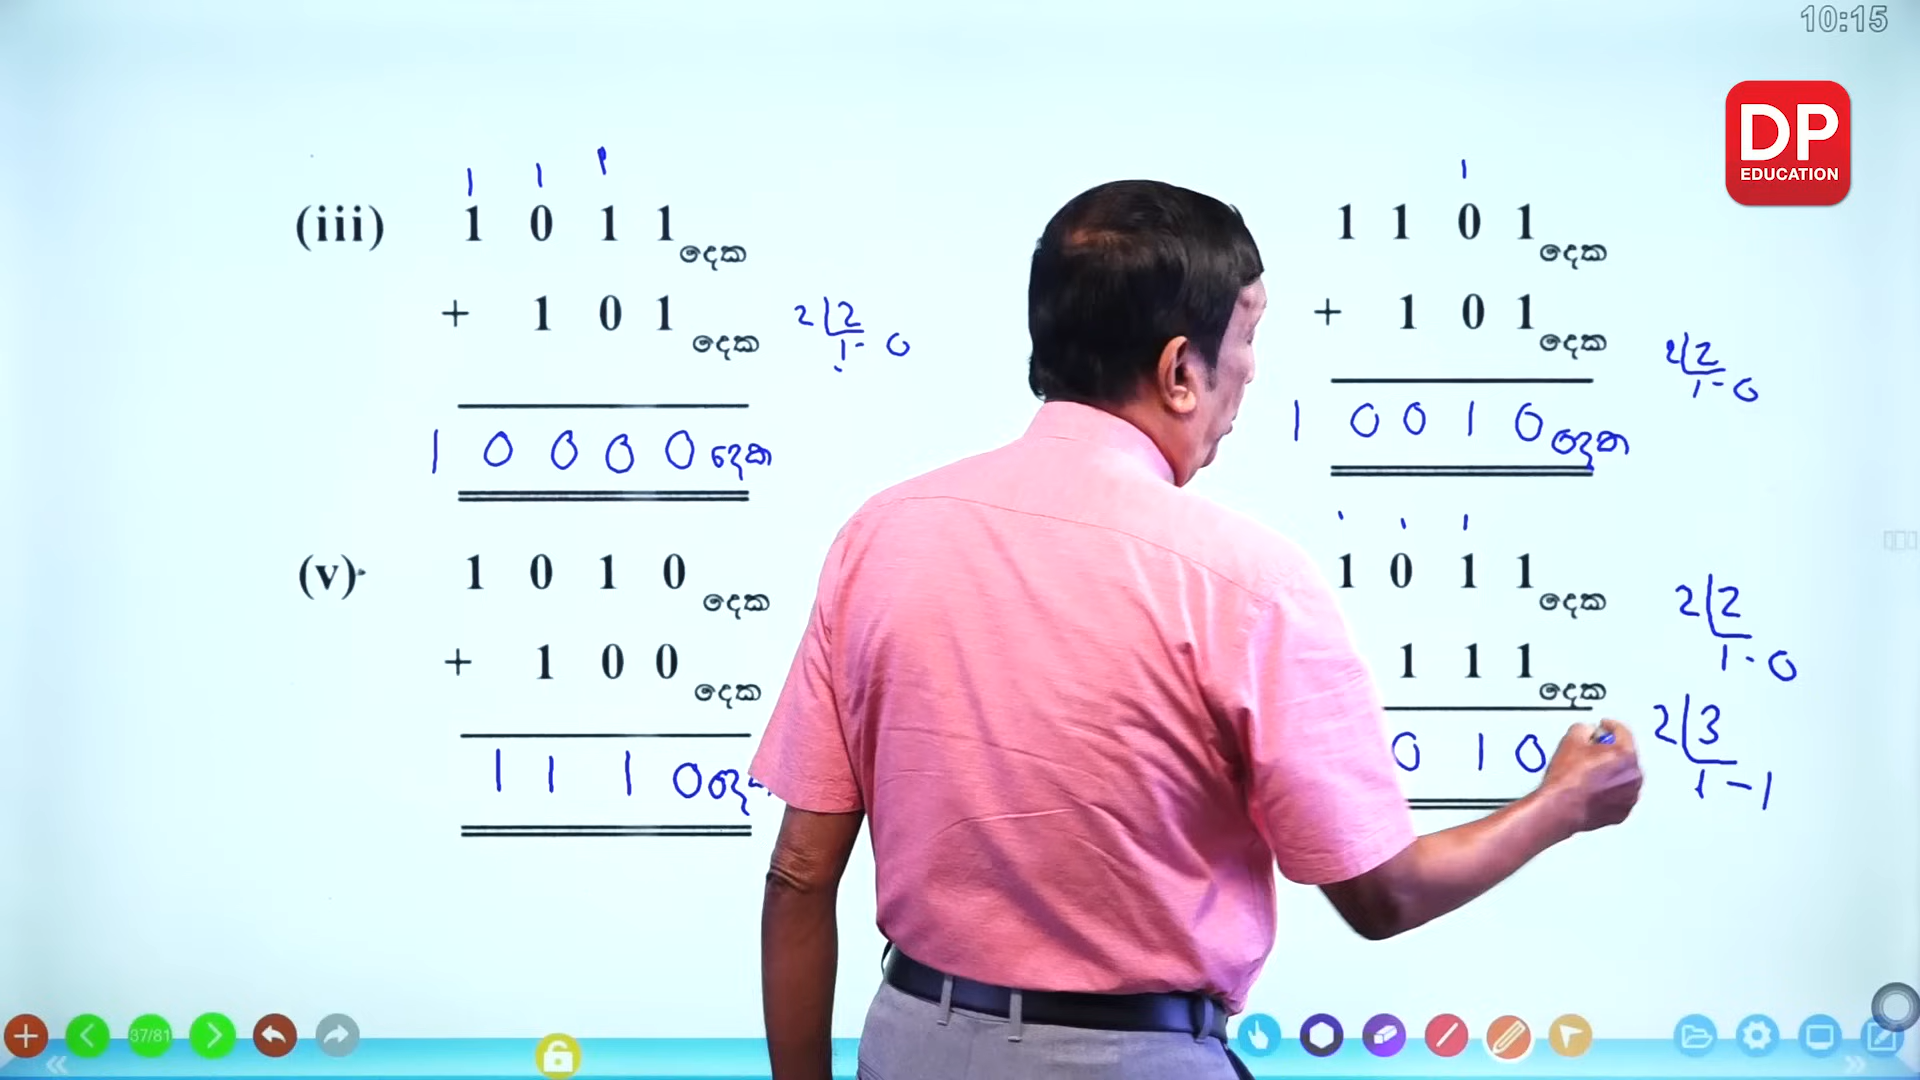 10:15
DP
EDUCATION
1 1 1
(iii) 1 0 1 1 දෙක
+ 1 0 1 දෙක
2 2
1 - 0
1 0 0 0 0 දෙක
1
1 1 0 1 දෙක
+ 1 0 1 දෙක
2 2
1 - 0
1 0 0 1 0 දෙක
(v) 1 0 1 0 දෙක
+ 1 0 0 දෙක
1 1 1 0
1 1 1
1 0 1 1 දෙක
1 1 1 දෙක
2 2
1 - 0
2 3
1 - 1
0 1 0
37/81